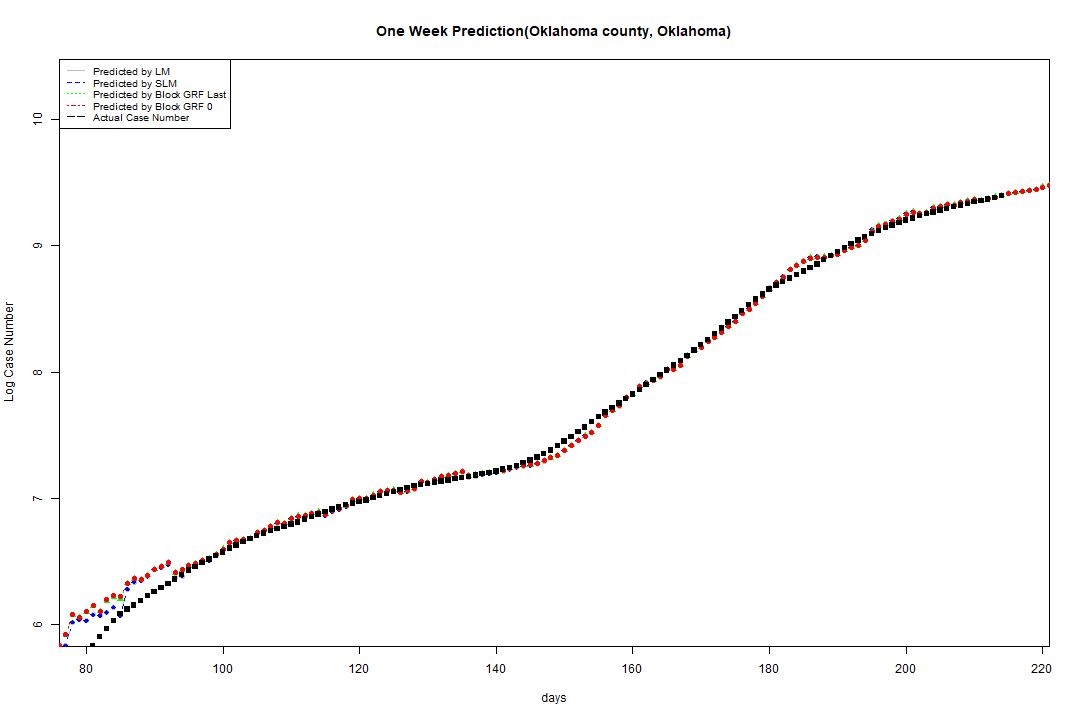 One Week Prediction(Oklahoma county, Oklahoma)
Predicted by LM
Predicted by SLM
Predicted by Block GRF Last
Predicted by Block GRF 0
Actual Case Number
10
9
8
7
6
Log Case Number
80 100 120 140 160 180 200 220
days